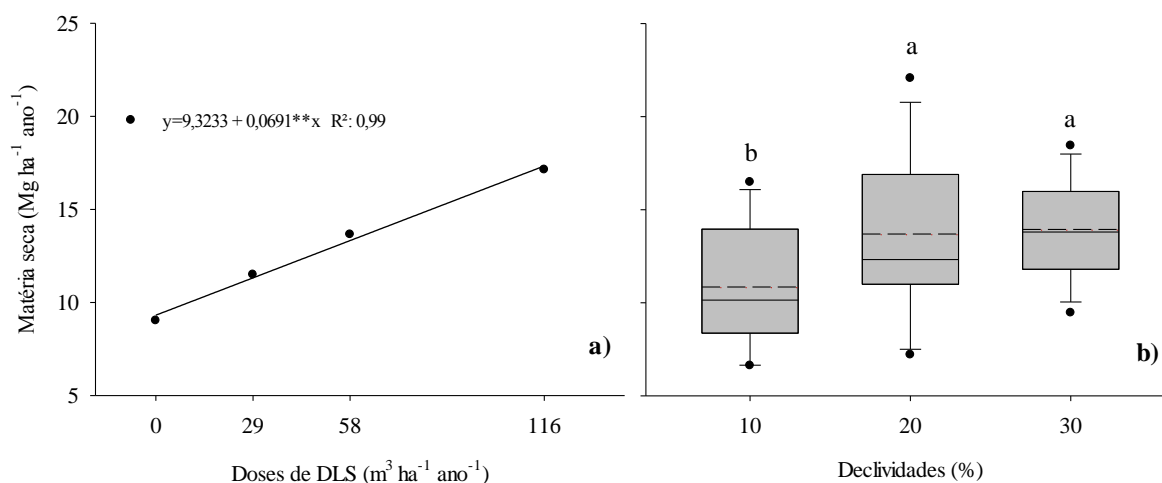 25
20
15
10
5
Matéria seca (Mg ha⁻¹ ano⁻¹)
y=9,3233 + 0,0691**x R²: 0,99
a)
0 29 58 116
Doses de DLS (m³ ha⁻¹ ano⁻¹)
b
a
a
b)
10 20 30
Declividades (%)